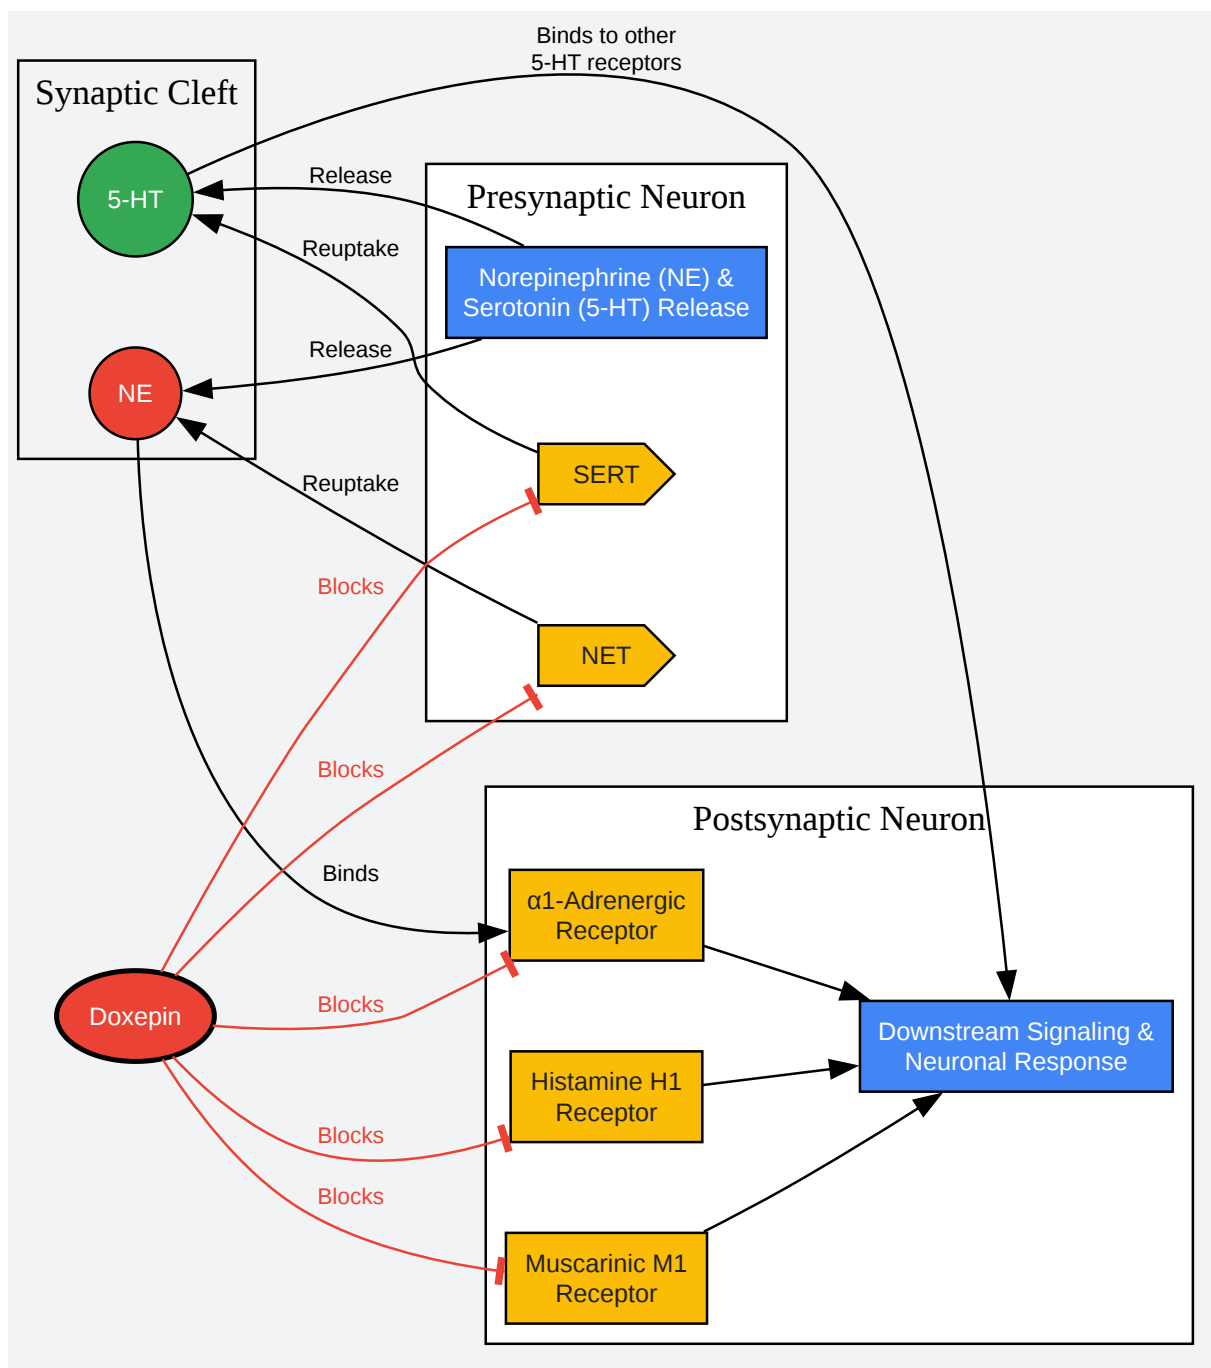 Binds to other
5-HT receptors
Synaptic Cleft
5-HT
NE
Release
Reuptake
Release
Reuptake
Presynaptic Neuron
Norepinephrine (NE) &
Serotonin (5-HT) Release
SERT
NET
Blocks
Blocks
Binds
Blocks
Blocks
Blocks
Doxepin
Postsynaptic Neuron
α1-Adrenergic
Receptor
Histamine H1
Receptor
Muscarinic M1
Receptor
Downstream Signaling &
Neuronal Response